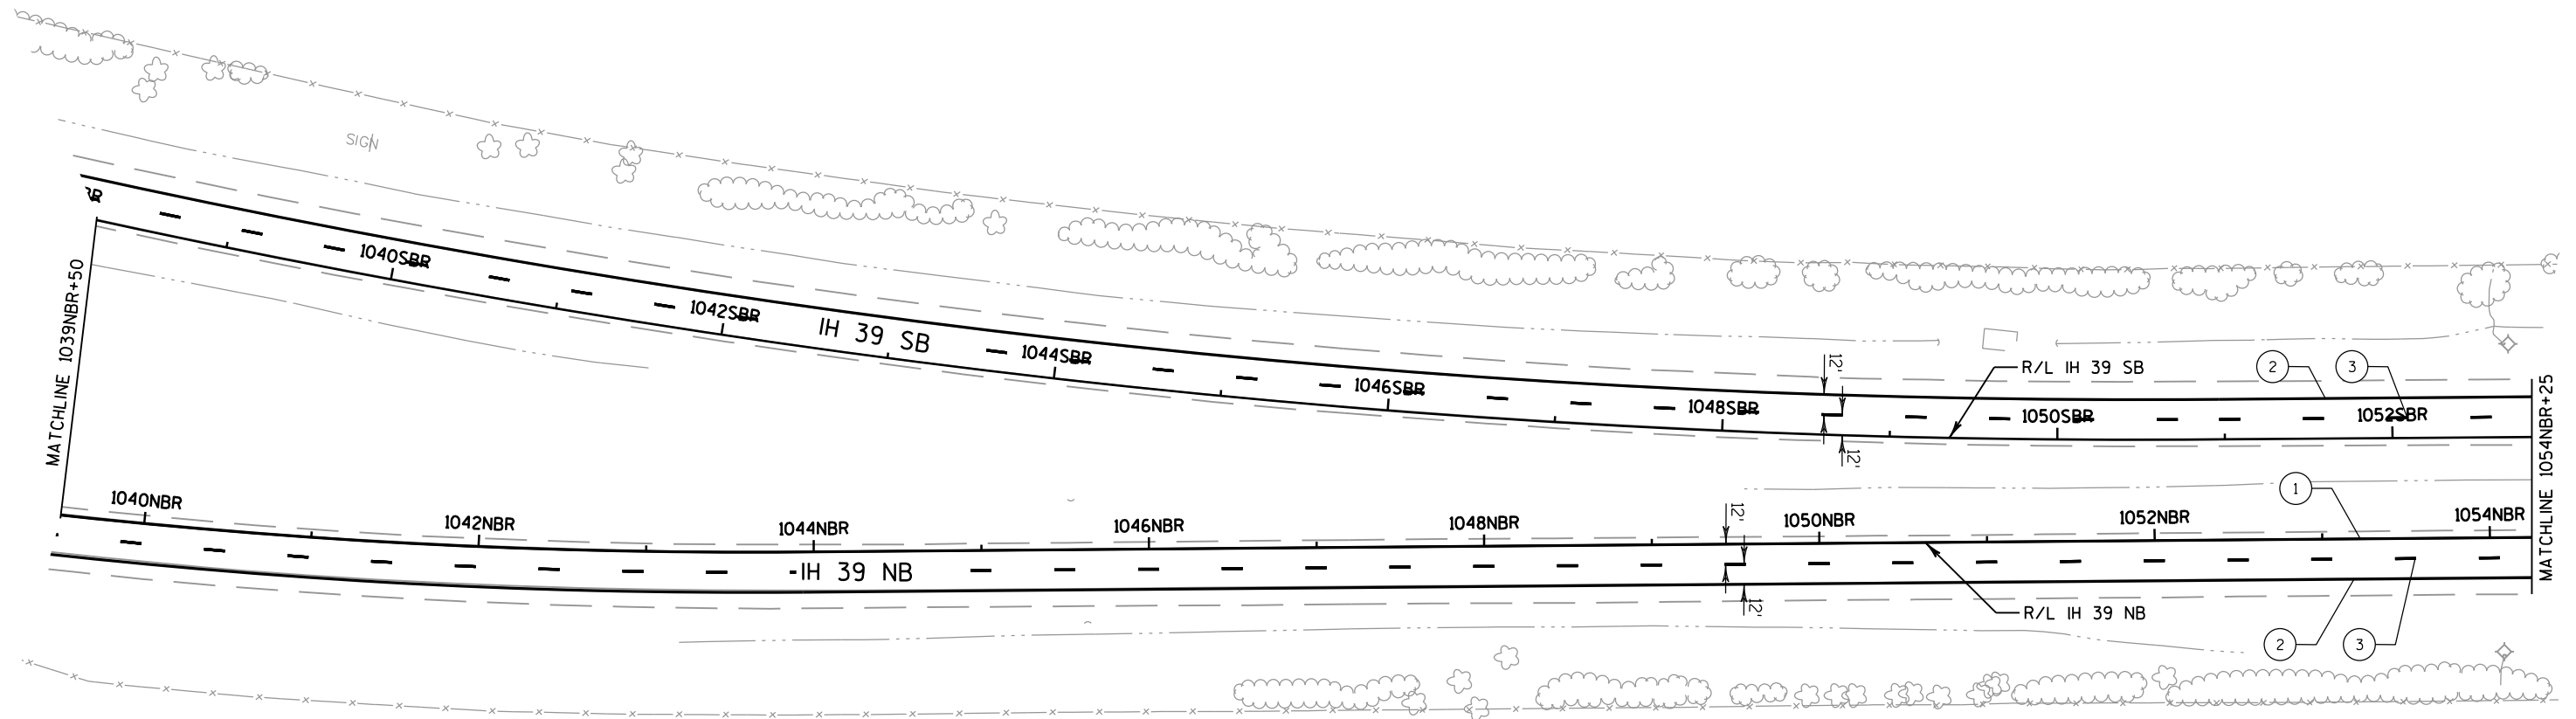 SIGN
MATCHLINE 1039NBR+50
1040SBR
1042SBR
IH 39 SB
1044SBR
1046SBR
1048SBR
12'
12'
R/L IH 39 SB
1050SBR
2
3
1052SBR
MATCHLINE 1054NBR+25
1
1040NBR
1042NBR
1044NBR
1046NBR
1048NBR
12'
12'
1050NBR
1052NBR
1054NBR
IH 39 NB
R/L IH 39 NB
2
3